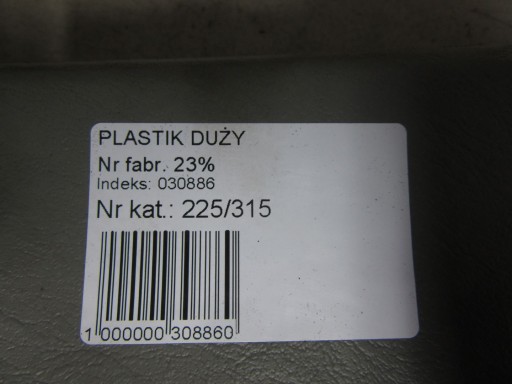 PLASTIK DUŻY
Nr fabr. 23%
Indeks: 030886
Nr kat.: 225/315
1 000000 308860